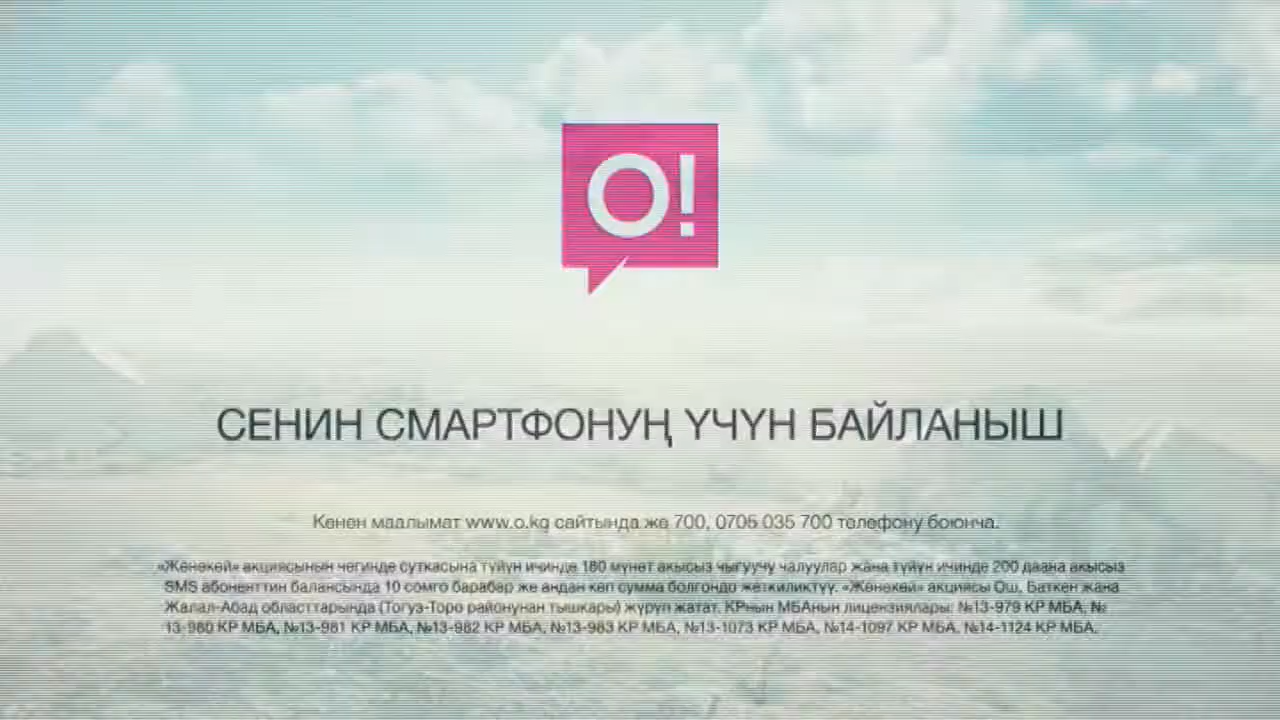 О!
СЕНИН СМАРТФОНУҢ ҮЧҮН БАЙЛАНЫШ
Кенен маалымат www.o.kg сайтында же 700, 0705 035 700 телефону боюнча.
«Жөнөкөй» акциясынын чегинде суткасына түйүн ичинде 180 мүнөт акысыз чыгуучу чалуулар жана түйүн ичинде 200 даана акысыз
SMS абоненттин балансында 10 сомго барабар же андан көп сумма болгондо жеткиликтүү. «Жөнөкөй» акциясы Ош, Баткен жана
Жалал-Абад областтарында (Тогуз-Торо районунан тышкары) жүрүп жатат. КРнын МБАнын лицензиялары: №13-979 КР МБА, №
13-980 КР МБА, №13-981 КР МБА, №13-982 КР МБА, №13-983 КР МБА, №13-1073 КР МБА, №14-1097 КР МБА, №14-1124 КР МБА.